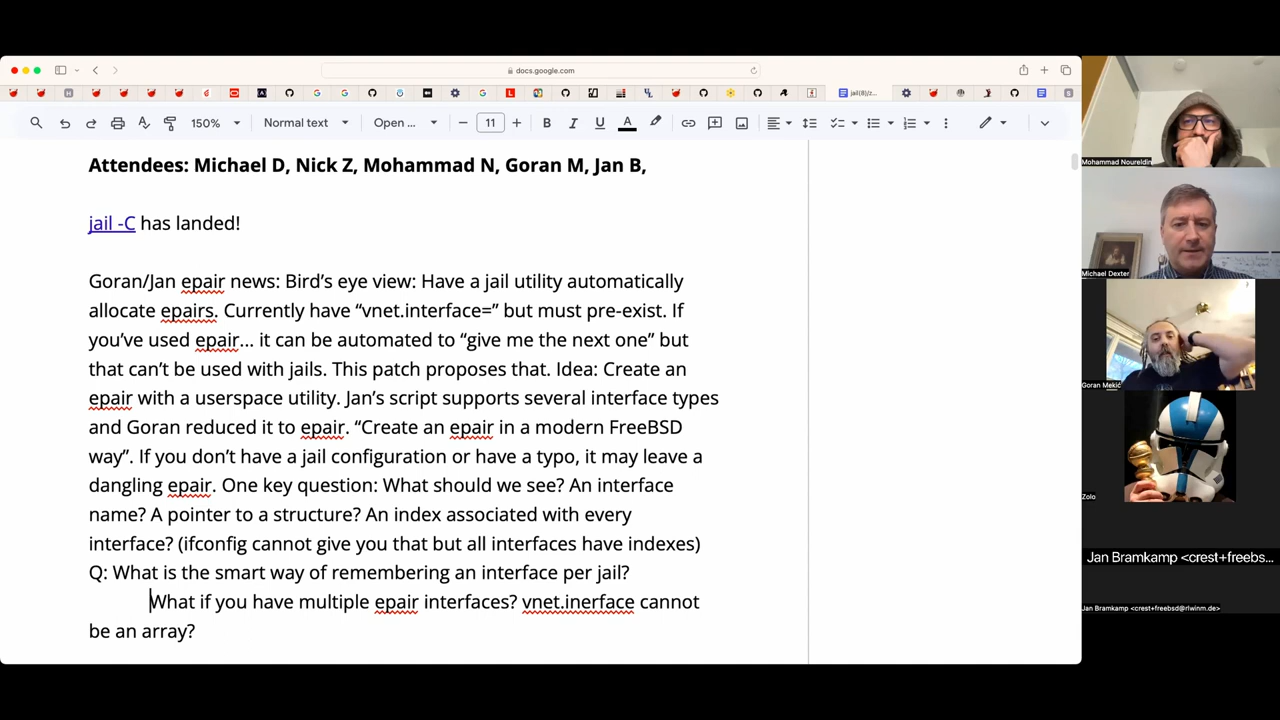 docs.google.com
jail(8)/z...
150%
Normal text
Open ...
11
B
I
U
A
Attendees: Michael D, Nick Z, Mohammad N, Goran M, Jan B,
jail -C has landed!
Goran/Jan epair news: Bird’s eye view: Have a jail utility automatically
allocate epairs. Currently have “vnet.interface=” but must pre-exist. If
you’ve used epair... it can be automated to “give me the next one” but
that can’t be used with jails. This patch proposes that. Idea: Create an
epair with a userspace utility. Jan’s script supports several interface types
and Goran reduced it to epair. “Create an epair in a modern FreeBSD
way”. If you don’t have a jail configuration or have a typo, it may leave a
dangling epair. One key question: What should we see? An interface
name? A pointer to a structure? An index associated with every
interface? (ifconfig cannot give you that but all interfaces have indexes)
Q: What is the smart way of remembering an interface per jail?
What if you have multiple epair interfaces? vnet.inerface cannot
be an array?
Mohammad Noureldin
Michael Dexter
Goran Mekić
Zolo
Jan Bramkamp <crest+freebs...
Jan Bramkamp <crest+freebsd@rlwinm.de>